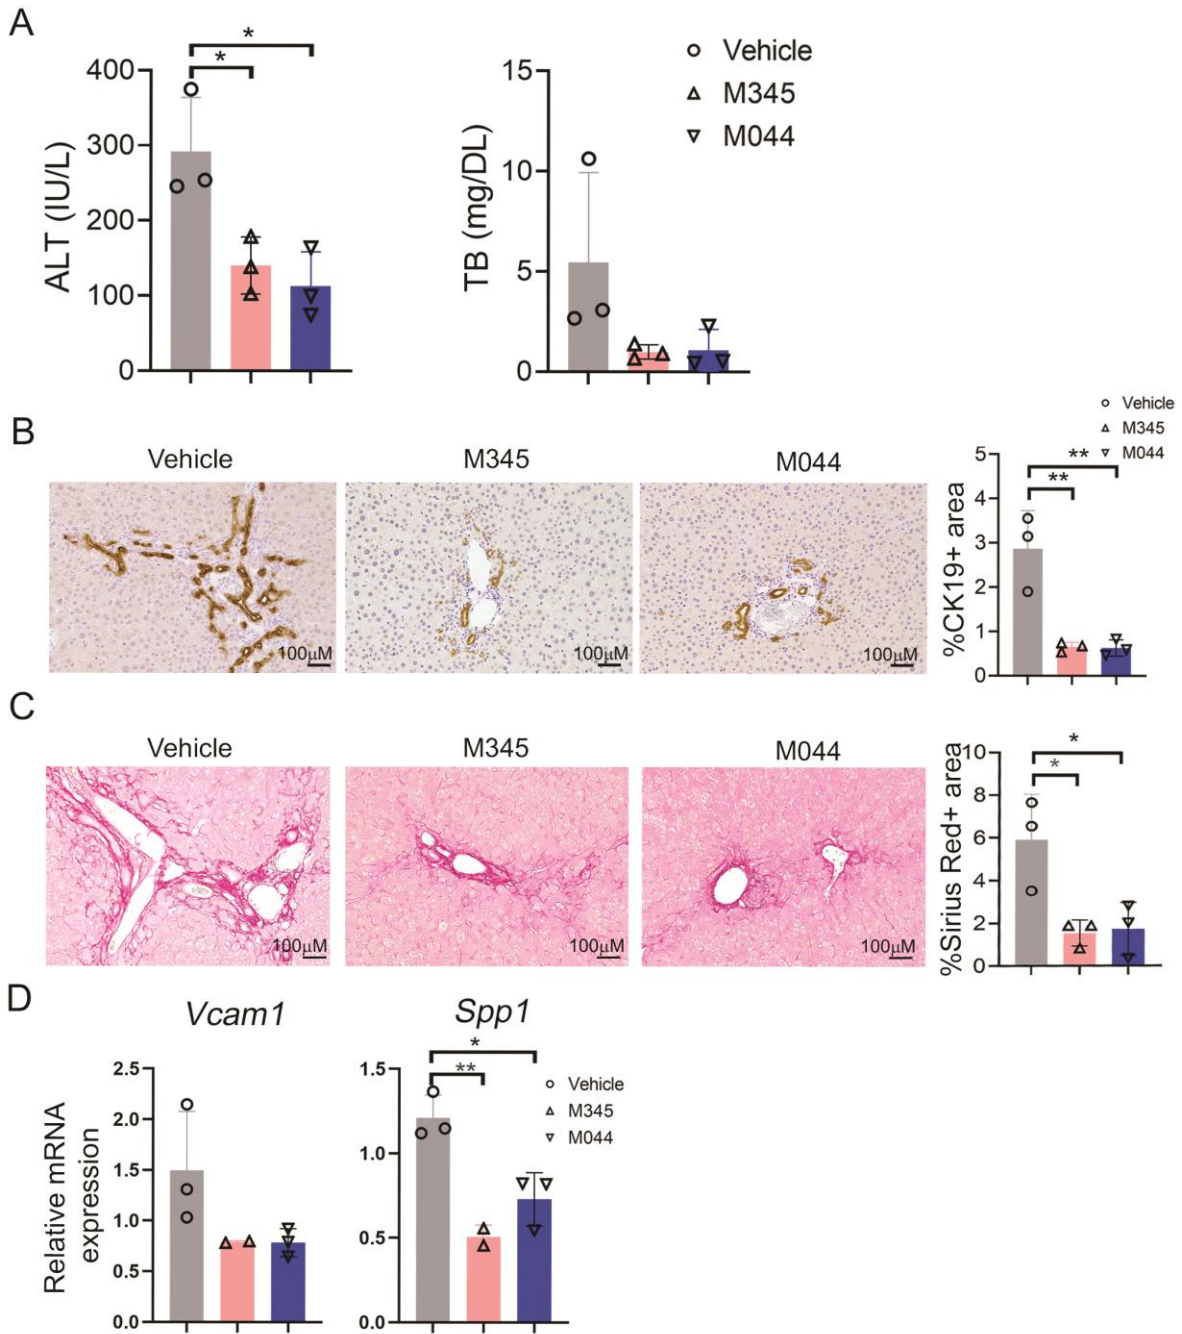 A
*
*
400
300
200
100
0
ALT (IU/L)
15
10
5
0
TB (mg/DL)
Vehicle
M345
M044
B
Vehicle
M345
M044
100μM
100μM
100μM
Vehicle
M345
M044
5
4
3
2
1
0
%CK19+ area
**
**
C
Vehicle
M345
M044
100μM
100μM
100μM
10
8
6
4
2
0
%Sirius Red+ area
*
*
D
Vcam1
2.5
2.0
1.5
1.0
0.5
0.0
Relative mRNA
expression
Spp1
*
**
1.5
1.0
0.5
0.0
Vehicle
M345
M044